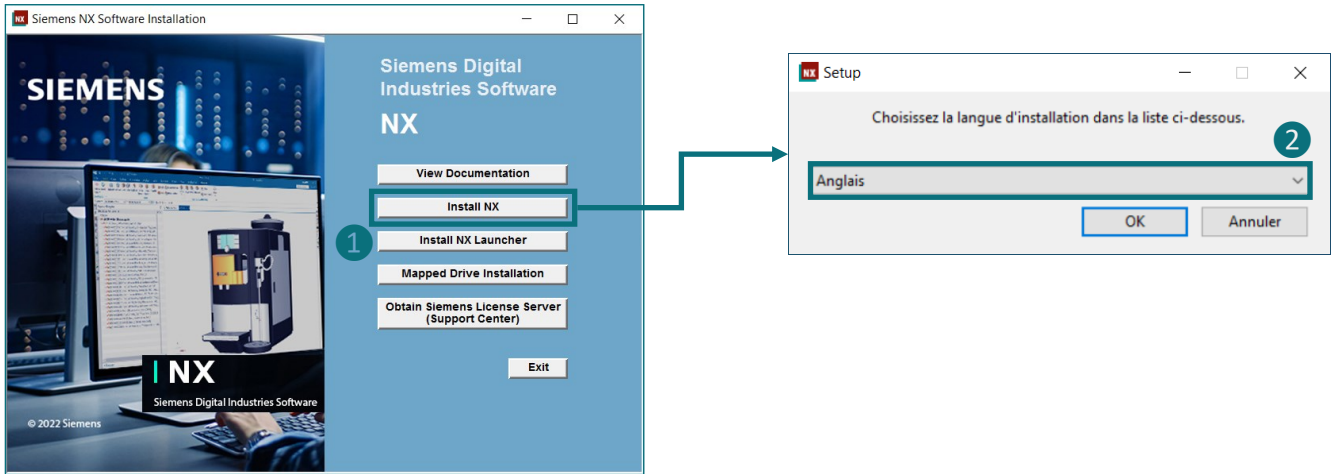 NX Siemens NX Software Installation
SIEMENS
Siemens Digital
Industries Software
NX
View Documentation
Install NX
1
Install NX Launcher
Mapped Drive Installation
Obtain Siemens License Server
(Support Center)
Exit
NX
Siemens Digital Industries Software
© 2022 Siemens
NX Setup
Choisissez la langue d'installation dans la liste ci-dessous.
2
Anglais
OK
Annuler